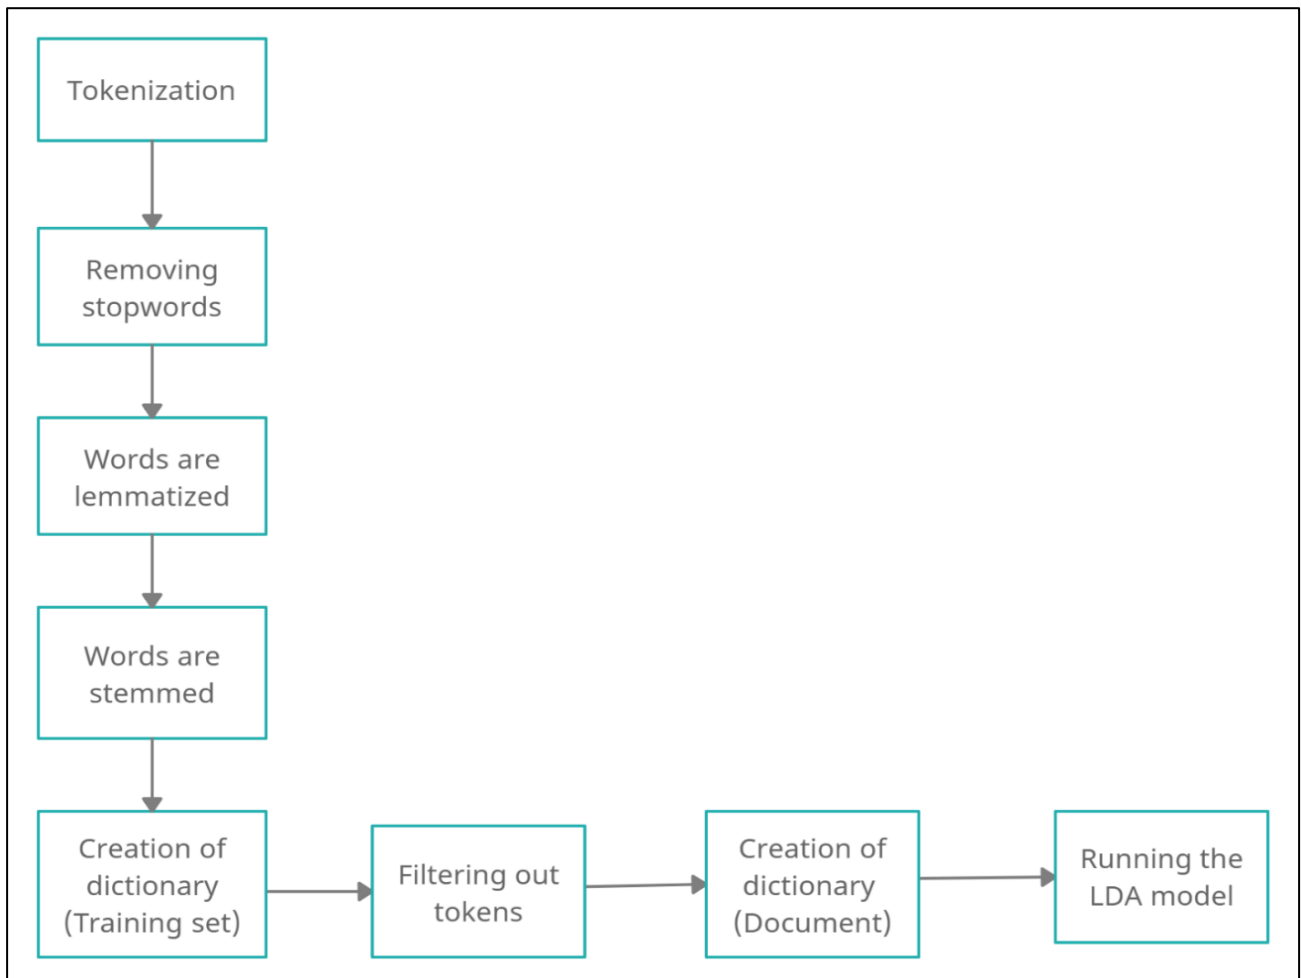 Tokenization
Removing
stopwords
Words are
lemmatized
Words are
stemmed
Creation of
dictionary
(Training set)
Filtering out
tokens
Creation of
dictionary
(Document)
Running the
LDA model